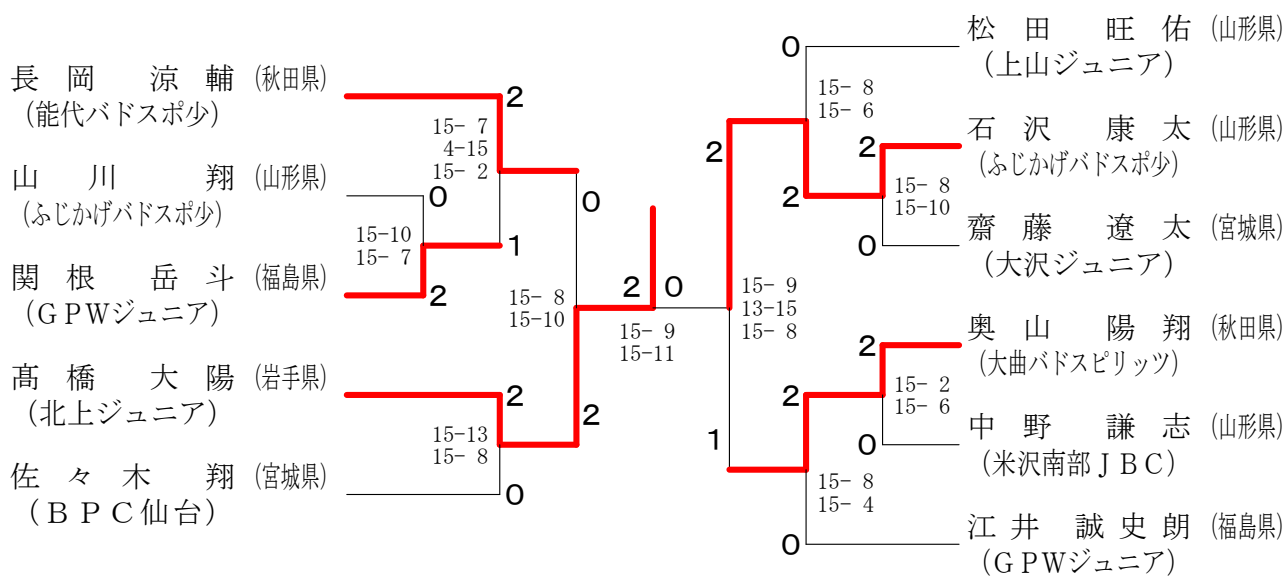 長岡 涼輔 (秋田県)
(能代バドスポ少)
山川 翔 (山形県)
(ふじかげバドスポ少)
関根 岳斗 (福島県)
(GPWジュニア)
髙橋 大陽 (岩手県)
(北上ジュニア)
佐々木 翔 (宮城県)
(BPC仙台)
2
15- 7
4-15
15- 2
0
15-10
15- 7
2
1
0
15- 8
15-10
2
15-13
15- 8
0
2
2
0
15- 9
15-11
松田 旺佑 (山形県)
(上山ジュニア)
石沢 康太 (山形県)
(ふじかげバドスポ少)
齋藤 遼太 (宮城県)
(大沢ジュニア)
奥山 陽翔 (秋田県)
(大曲バドスピリッツ)
中野 謙志 (山形県)
(米沢南部JBC)
江井 誠史朗 (福島県)
(GPWジュニア)
0
15- 8
15- 6
2
2
15- 8
15-10
2
0
15- 9
13-15
15- 8
2
15- 2
15- 6
2
0
1
15- 8
15- 4
0